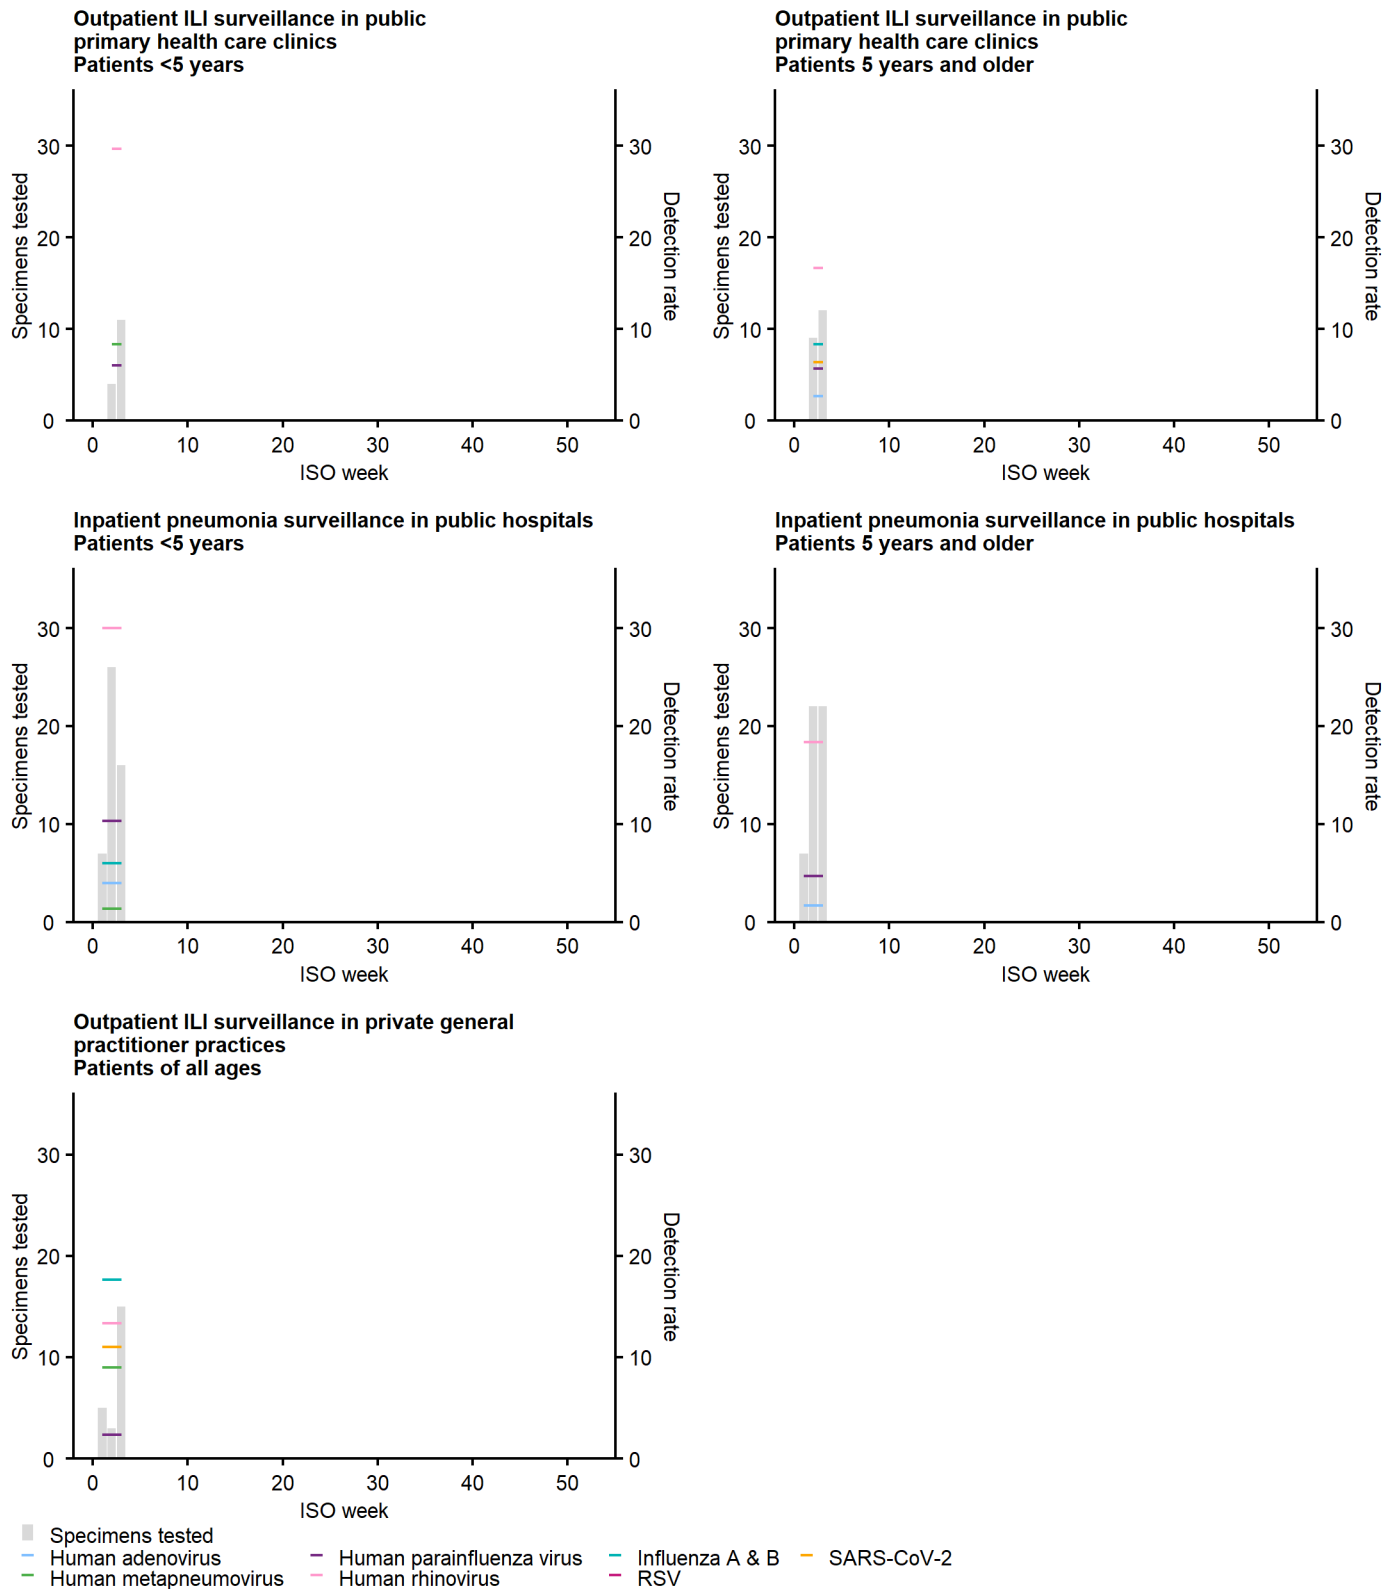 Outpatient ILI surveillance in public
primary health care clinics
Patients <5 years
30
20
10
0
Specimens tested
30
20
10
0
Detection rate
0 10 20 30 40 50
ISO week
Outpatient ILI surveillance in public
primary health care clinics
Patients 5 years and older
30
20
10
0
Specimens tested
30
20
10
0
Detection rate
0 10 20 30 40 50
ISO week
Inpatient pneumonia surveillance in public hospitals
Patients <5 years
30
20
10
0
Specimens tested
30
20
10
0
Detection rate
0 10 20 30 40 50
ISO week
Inpatient pneumonia surveillance in public hospitals
Patients 5 years and older
30
20
10
0
Specimens tested
30
20
10
0
Detection rate
0 10 20 30 40 50
ISO week
Outpatient ILI surveillance in private general
practitioner practices
Patients of all ages
30
20
10
0
Specimens tested
30
20
10
0
Detection rate
0 10 20 30 40 50
ISO week
Specimens tested
Human adenovirus
Human parainfluenza virus
Influenza A & B
SARS-CoV-2
Human metapneumovirus
Human rhinovirus
RSV